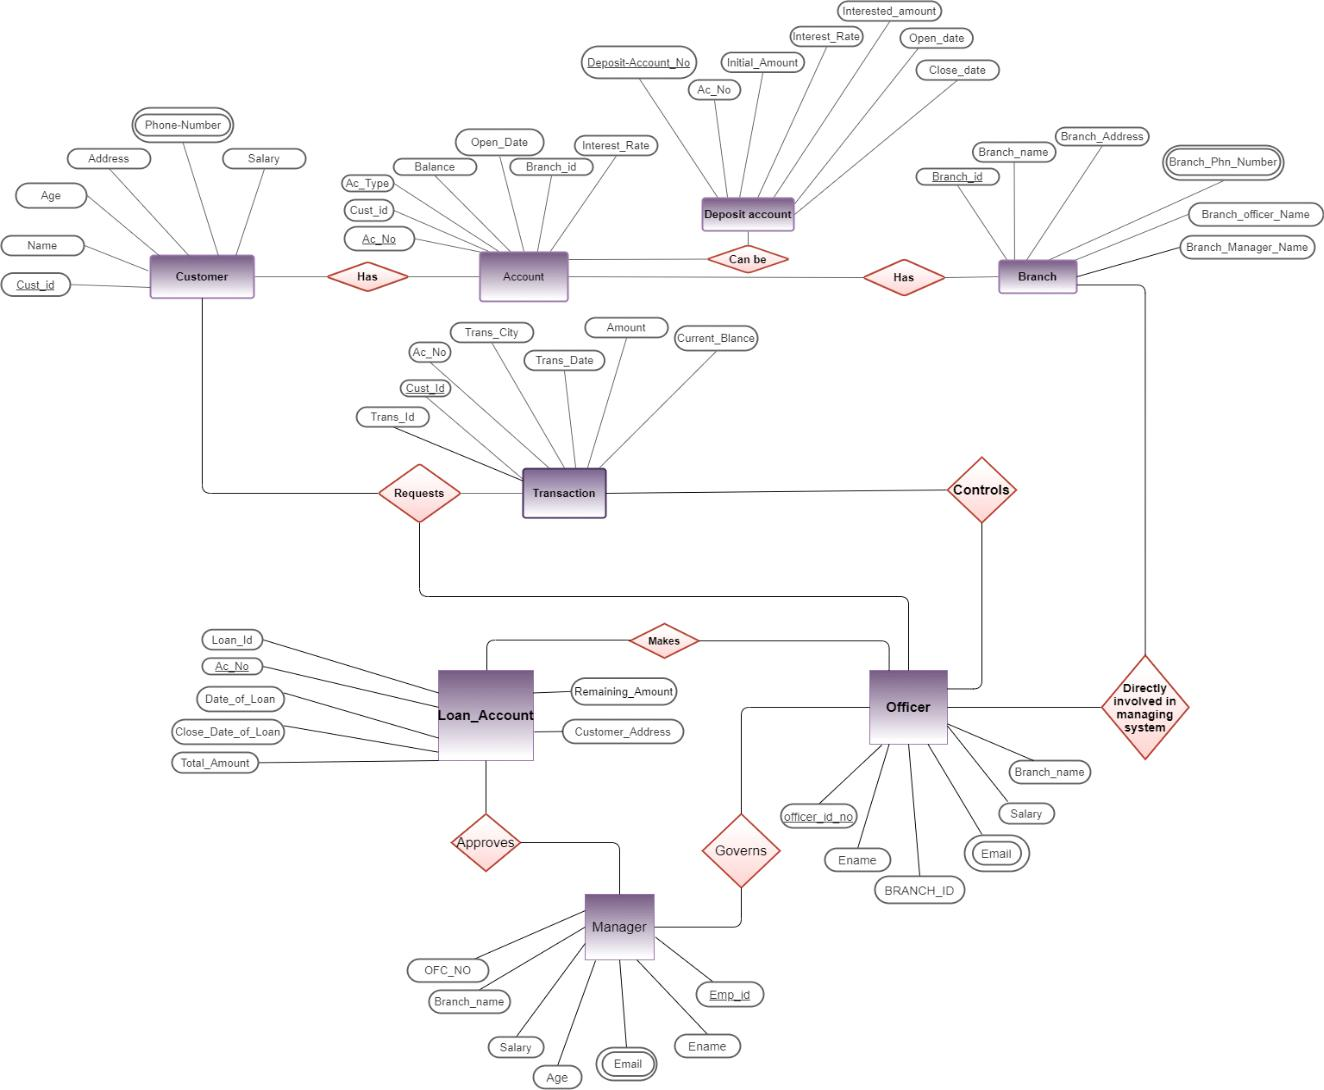 Interested_amount
Interest_Rate
Open_date
Deposit-Account_No
Initial_Amount
Close_date
Ac_No
Phone-Number
Address
Salary
Age
Name
Cust_id
Customer
Has
Open_Date
Interest_Rate
Balance
Branch_id
Ac_Type
Cust_id
Ac_No
Account
Deposit account
Can be
Has
Branch_Address
Branch_name
Branch_Phn_Number
Branch_id
Branch_officer_Name
Branch_Manager_Name
Branch
Trans_City
Amount
Current_Blance
Ac_No
Trans_Date
Cust_Id
Trans_Id
Requests
Transaction
Controls
Loan_Id
Ac_No
Date_of_Loan
Close_Date_of_Loan
Total_Amount
Makes
Remaining_Amount
Loan_Account
Customer_Address
Officer
Directly
involved in
managing
system
Branch_name
Salary
officer_id_no
Email
Ename
BRANCH_ID
Approves
Governs
Manager
OFC_NO
Branch_name
Salary
Age
Email
Ename
Emp_id